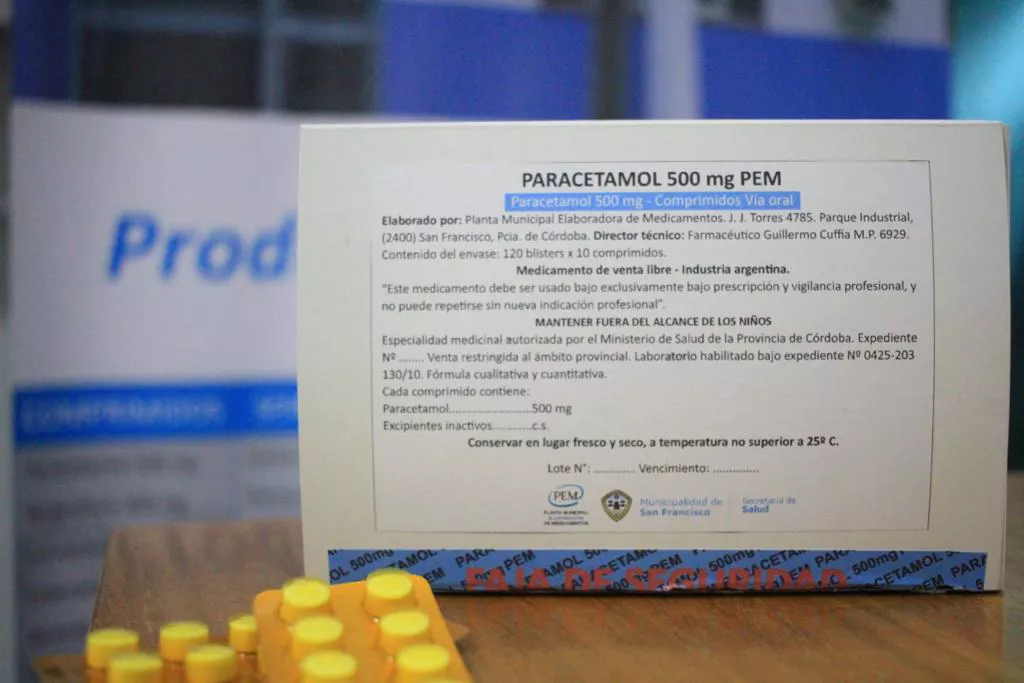 Prod
PARACETAMOL 500 mg PEM
Paracetamol 500 mg - Comprimidos Vía oral
Elaborado por: Planta Municipal Elaboradora de Medicamentos. J. J. Torres 4785. Parque Industrial,
(2400) San Francisco, Pcia. de Córdoba. Director técnico: Farmacéutico Guillermo Cuffia M.P. 6929.
Contenido del envase: 120 blisters x 10 comprimidos.
Medicamento de venta libre - Industria argentina.
"Este medicamento debe ser usado bajo exclusivamente bajo prescripción y vigilancia profesional, y
no puede repetirse sin nueva indicación profesional".
MANTENER FUERA DEL ALCANCE DE LOS NIÑOS
Especialidad medicinal autorizada por el Ministerio de Salud de la Provincia de Córdoba. Expediente
Nº ....... Venta restringida al ámbito provincial. Laboratorio habilitado bajo expediente Nº 0425-203
130/10. Fórmula cualitativa y cuantitativa.
Cada comprimido contiene:
Paracetamol........................500 mg
Excipientes inactivos...........c.s.
Conservar en lugar fresco y seco, a temperatura no superior a 25º C.
Lote N°: ............ Vencimiento: .............
PEM
PLANTA MUNICIPAL
DE MEDICAMENTOS
Municipalidad de
San Francisco
Secretaría de
Salud
FAJA DE SEGURIDAD
PARACETAMOL 500mg PEM